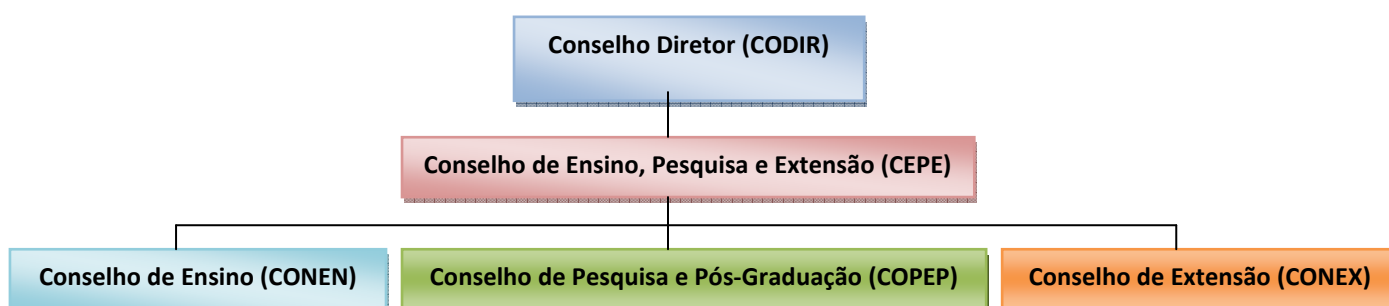 Conselho Diretor (CODIR)
Conselho de Ensino, Pesquisa e Extensão (CEPE)
Conselho de Ensino (CONEN)
Conselho de Pesquisa e Pós-Graduação (COPEP)
Conselho de Extensão (CONEX)